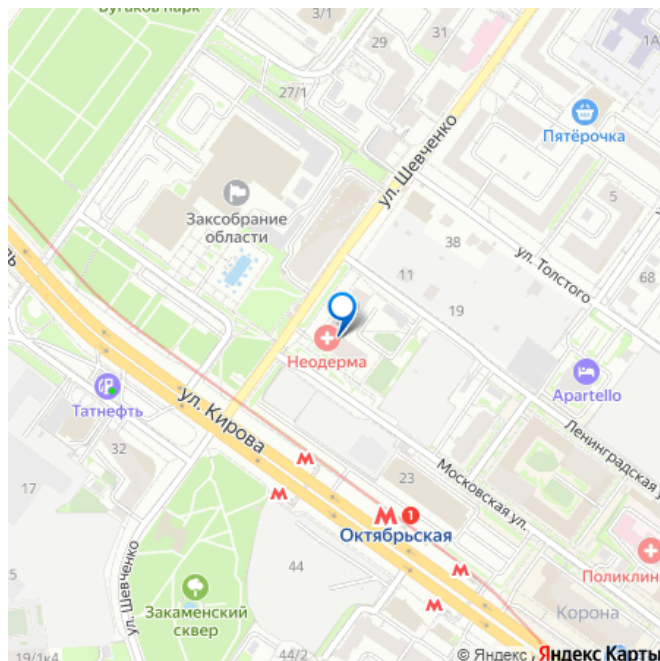 Бугаков парк
3/1
29
31
1А
27/1
ул. Шевченко
Пятёрочка
Заксобрание
области
5
38
ул. Толстого
11
19
68
Неодерма
Татнефть
ул. Кирова
Apartello
Ленинградская у
32
17
23
Московская ул.
1
Октябрьская
Поликлин
44
5
ул. Шевченко
Закаменский
сквер
Корона
19/1к4
44/2
© Яндекс
Яндекс Карты